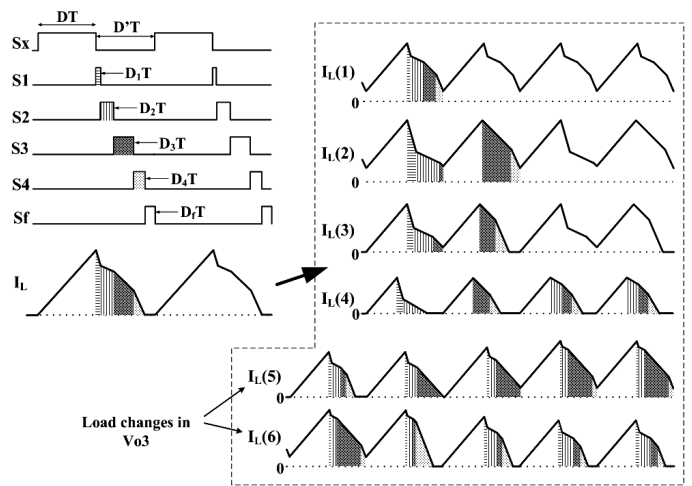 DT
D'T
Sx
S1
D1T
S2
D2T
S3
D3T
S4
D4T
Sf
DfT
IL
IL(1)
0
IL(2)
0
IL(3)
0
IL(4)
0
IL(5)
0
Load changes in
Vo3
IL(6)
0